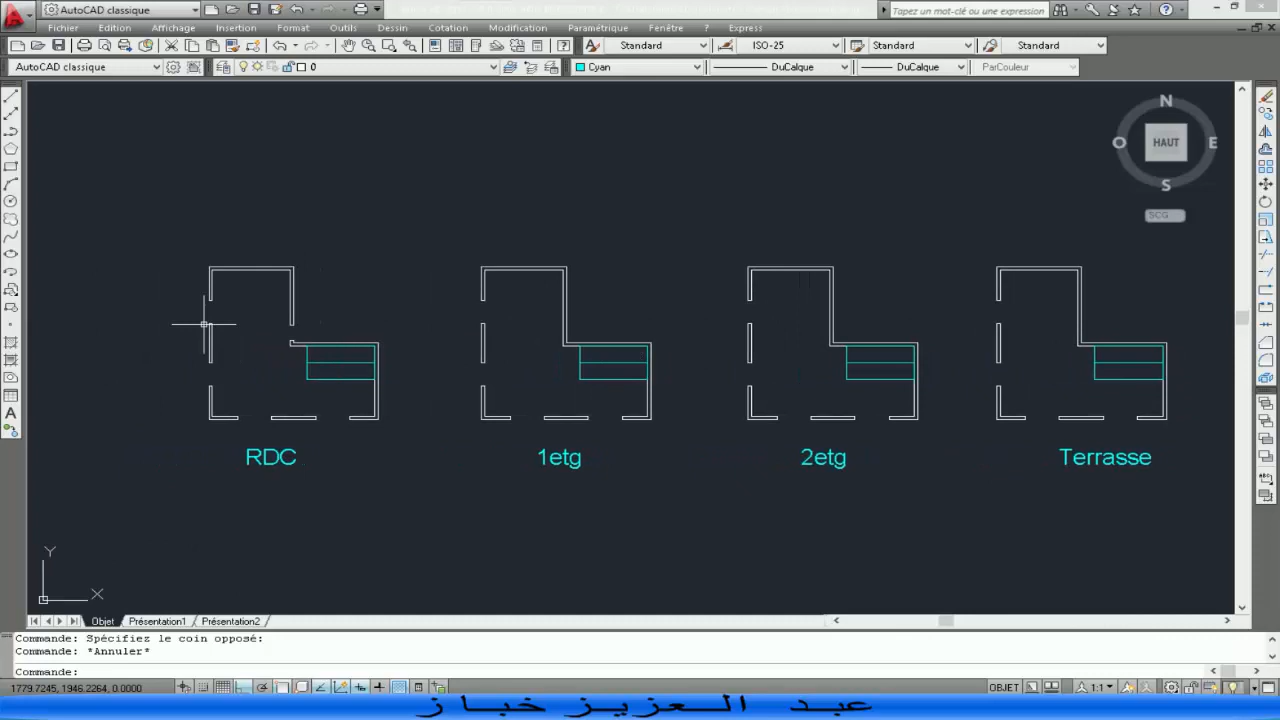 AutoCAD classique
Tapez un mot-clé ou une expression
Fichier Edition Affichage Insertion Format Outils Dessin Cotation Modification Paramétrique Fenêtre ? Express
Standard ISO-25 Standard Standard
AutoCAD classique 0 Cyan DuCalque DuCalque ParCouleur
N
O HAUT E
S
SCG
RDC 1etg 2etg Terrasse
Y
X
Objet Présentation1 Présentation2
Commande: Spécifiez le coin opposé:
Commande: *Annuler*
Commande:
1779.7245, 1946.2264, 0.0000 OBJET 1:1
عبد العزيز خباز